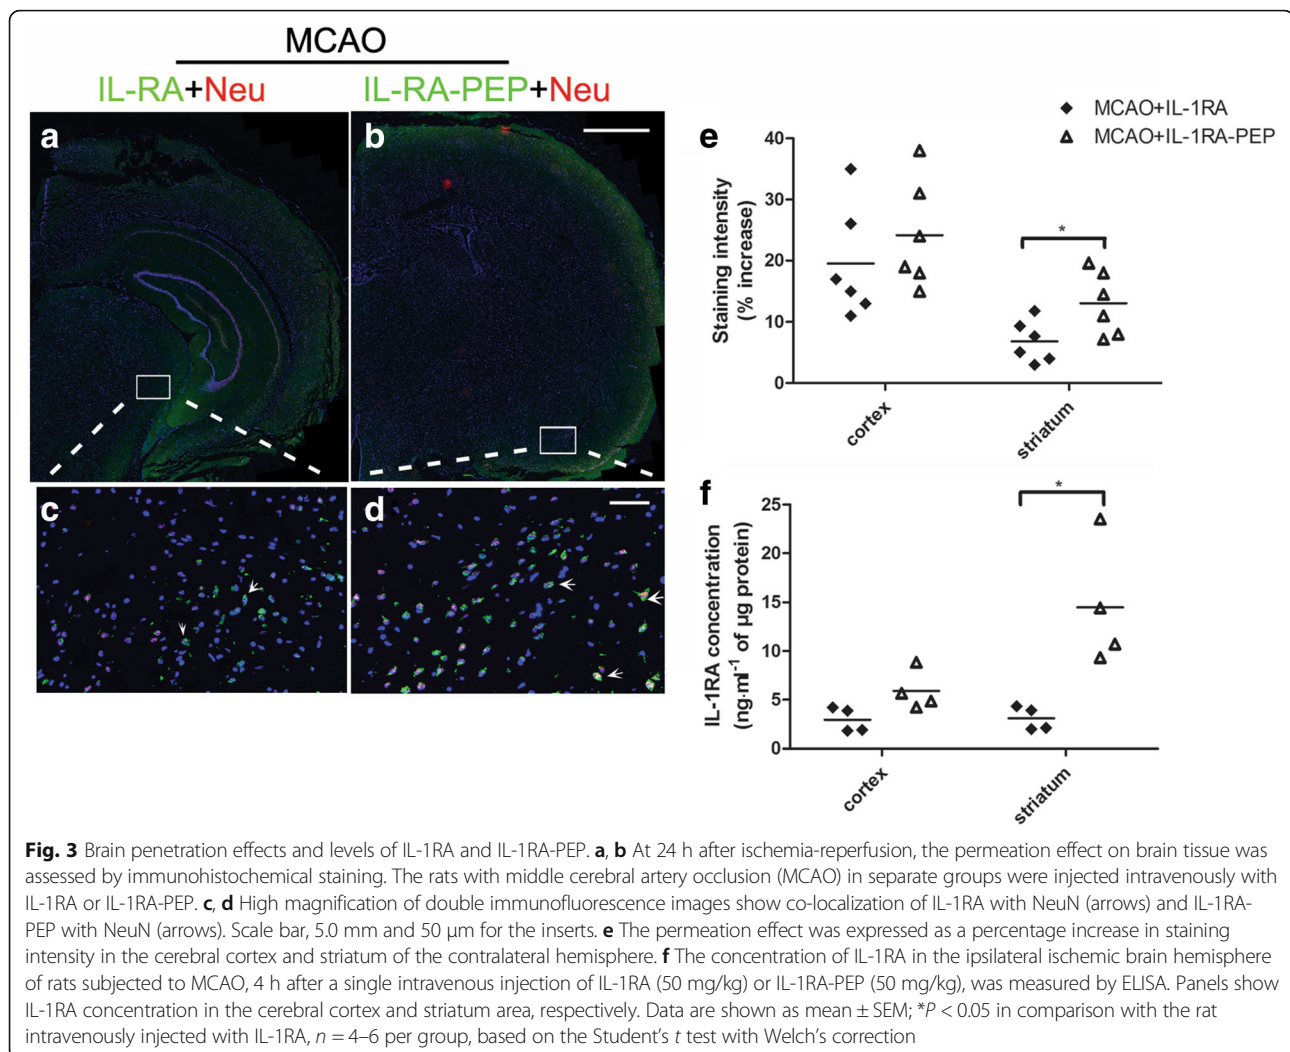 MCAO
IL-RA+Neu
IL-RA-PEP+Neu
a
b
c
d
e
MCAO+IL-1RA
MCAO+IL-1RA-PEP
Staining intensity
(% increase)
40
30
20
10
0
*
cortex
striatum
f
IL-1RA concentration
(ng·ml⁻¹ of µg protein)
25
20
15
10
5
0
*
cortex
striatum
Fig. 3 Brain penetration effects and levels of IL-1RA and IL-1RA-PEP. a, b At 24 h after ischemia-reperfusion, the permeation effect on brain tissue was
assessed by immunohistochemical staining. The rats with middle cerebral artery occlusion (MCAO) in separate groups were injected intravenously with
IL-1RA or IL-1RA-PEP. c, d High magnification of double immunofluorescence images show co-localization of IL-1RA with NeuN (arrows) and IL-1RA-
PEP with NeuN (arrows). Scale bar, 5.0 mm and 50 µm for the inserts. e The permeation effect was expressed as a percentage increase in staining
intensity in the cerebral cortex and striatum of the contralateral hemisphere. f The concentration of IL-1RA in the ipsilateral ischemic brain hemisphere
of rats subjected to MCAO, 4 h after a single intravenous injection of IL-1RA (50 mg/kg) or IL-1RA-PEP (50 mg/kg), was measured by ELISA. Panels show
IL-1RA concentration in the cerebral cortex and striatum area, respectively. Data are shown as mean ± SEM; *P < 0.05 in comparison with the rat
intravenously injected with IL-1RA, n = 4–6 per group, based on the Student's t test with Welch's correction